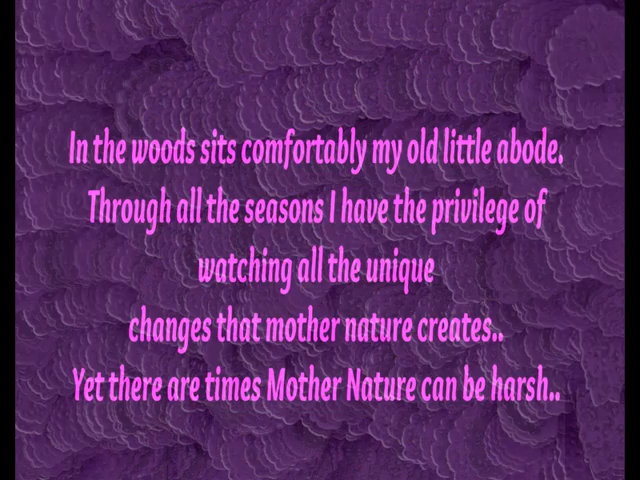 In the woods sits comfortably my old little abode.
Through all the seasons I have the privilege of
watching all the unique
changes that mother nature creates..
Yet there are times Mother Nature can be harsh..